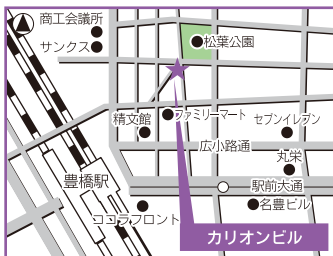 商工会議所
サンクス
松葉公園
ファミリーマート
精文館
セブンイレブン
広小路通
丸栄
豊橋駅
駅前大通
名豊ビル
ココラフロント
カリオンビル